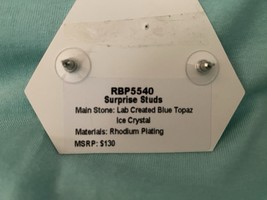 RBP5540
Surprise Studs
Main Stone: Lab Created Blue Topaz
Ice Crystal
Materials: Rhodium Plating
MSRP: $130